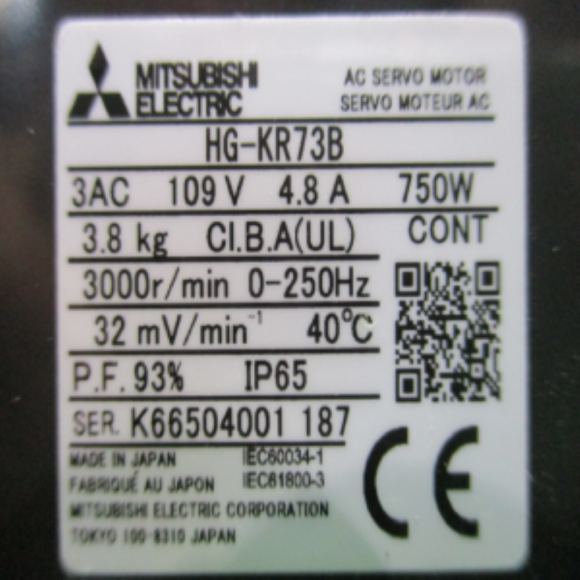 MITSUBISHI
ELECTRIC
AC SERVO MOTOR
SERVO MOTEUR AC
HG-KR73B
3AC 109 V 4.8 A 750W
3.8 kg Cl.B.A(UL) CONT
3000r/min 0-250Hz
32 mV/min⁻¹ 40℃
P.F. 93% IP65
SER. K66504001 187
MADE IN JAPAN IEC60034-1
FABRIQUÉ AU JAPON IEC61800-3
MITSUBISHI ELECTRIC CORPORATION
TOKYO 100-8310 JAPAN
CE